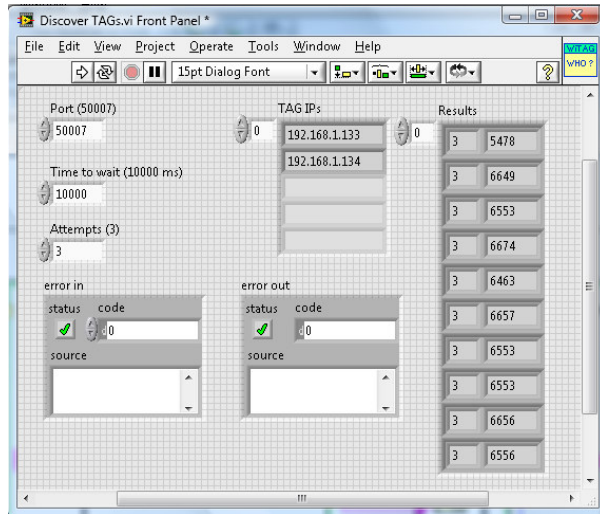 Discover TAGs.vi Front Panel *
File Edit View Project Operate Tools Window Help
15pt Dialog Font
WiTAG
WHO ?
Port (50007)
50007
Time to wait (10000 ms)
10000
Attempts (3)
3
TAG IPs
0
192.168.1.133
192.168.1.134
Results
0
3 5478
3 6649
3 6553
3 6674
3 6463
3 6657
3 6553
3 6553
3 6656
3 6556
error in
status code
d0
source
error out
status code
d0
source